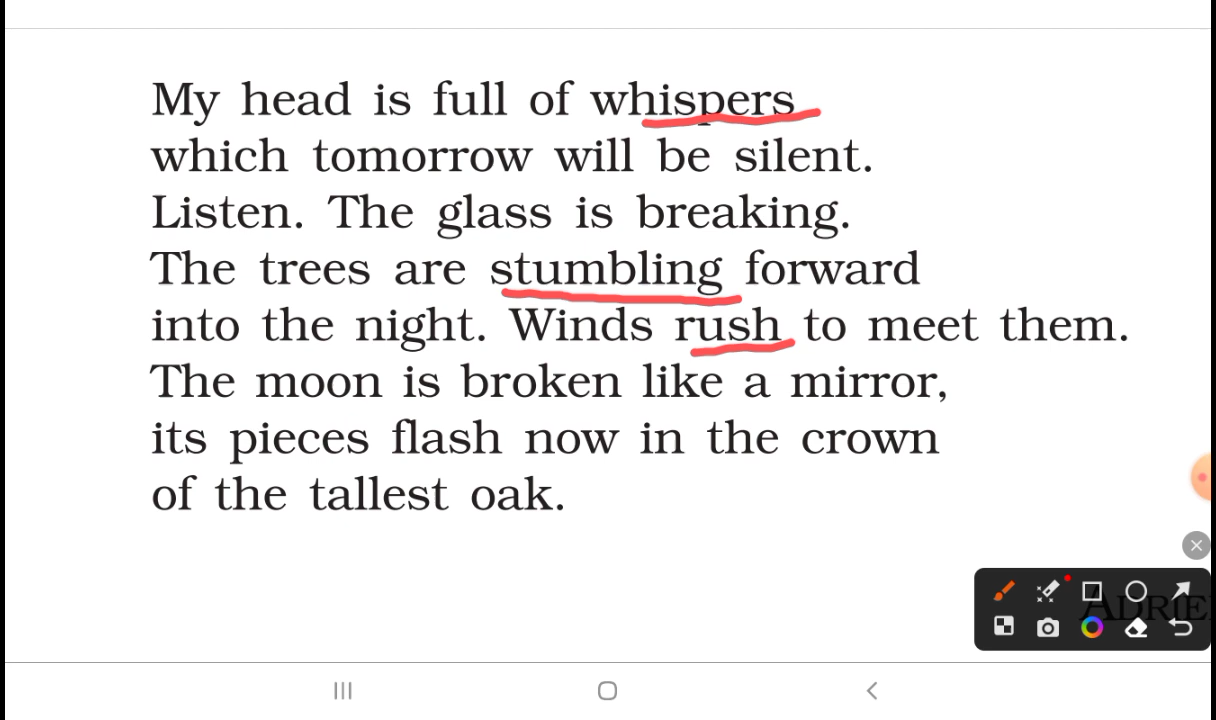 My head is full of whispers
which tomorrow will be silent.
Listen. The glass is breaking.
The trees are stumbling forward
into the night. Winds rush to meet them.
The moon is broken like a mirror,
its pieces flash now in the crown
of the tallest oak.